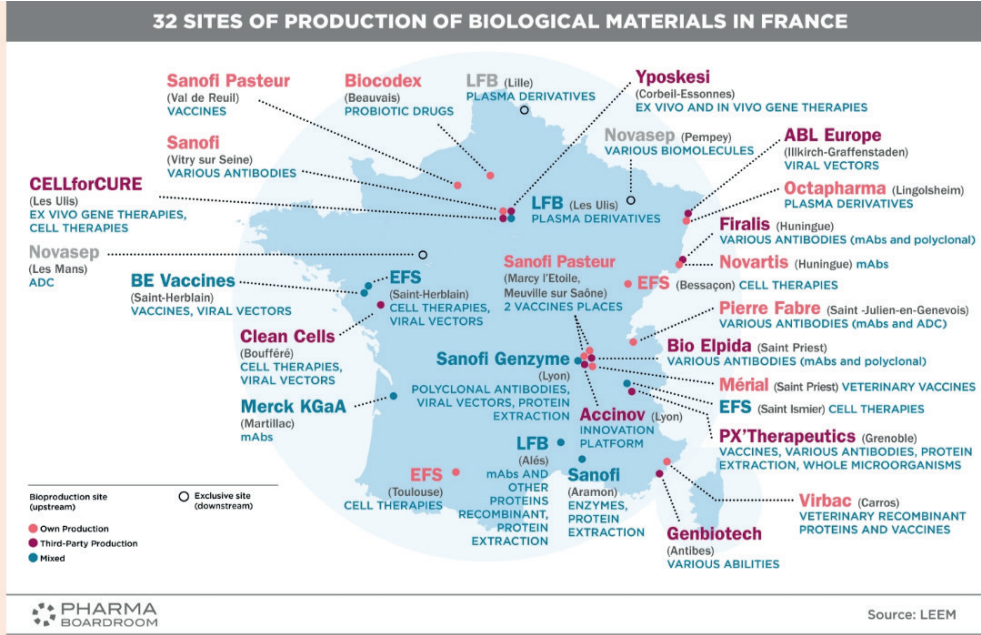 32 SITES OF PRODUCTION OF BIOLOGICAL MATERIALS IN FRANCE
Sanofi Pasteur
(Val de Reuil)
VACCINES
Biocodex
(Beauvais)
PROBIOTIC DRUGS
LFB (Lille)
PLASMA DERIVATIVES
Yposkesi
(Corbeil-Essonnes)
EX VIVO AND IN VIVO GENE THERAPIES
Sanofi
(Vitry sur Seine)
VARIOUS ANTIBODIES
Novasep (Pempey)
VARIOUS BIOMOLECULES
ABL Europe
(Illkirch-Graffenstaden)
VIRAL VECTORS
CELLforCURE
(Les Ulis)
EX VIVO GENE THERAPIES,
CELL THERAPIES
LFB (Les Ulis)
PLASMA DERIVATIVES
Octapharma (Lingolsheim)
PLASMA DERIVATIVES
Firalis (Huningue)
VARIOUS ANTIBODIES (mAbs and polyclonal)
Novasep
(Les Mans)
ADC
Sanofi Pasteur
(Marcy l'Etoile,
Meuville sur Saône)
2 VACCINES PLACES
Novartis (Huningue) mAbs
BE Vaccines
(Saint-Herblain)
VACCINES, VIRAL VECTORS
EFS
(Saint-Herblain)
CELL THERAPIES,
VIRAL VECTORS
EFS (Bessaçon) CELL THERAPIES
Pierre Fabre (Saint -Julien-en-Genevois)
VARIOUS ANTIBODIES (mAbs and ADC)
Clean Cells
(Boufféré)
CELL THERAPIES,
VIRAL VECTORS
Sanofi Genzyme
(Lyon)
POLYCLONAL ANTIBODIES,
VIRAL VECTORS, PROTEIN
EXTRACTION
Bio Elpida (Saint Priest)
VARIOUS ANTIBODIES (mAbs and polyclonal)
Mérial (Saint Priest) VETERINARY VACCINES
Merck KGaA
(Martillac)
mAbs
Accinov (Lyon)
INNOVATION
PLATFORM
EFS (Saint Ismier) CELL THERAPIES
PX'Therapeutics (Grenoble)
VACCINES, VARIOUS ANTIBODIES, PROTEIN
EXTRACTION, WHOLE MICROORGANISMS
LFB
(Alés)
mAbs AND
OTHER
PROTEINS
RECOMBINANT,
PROTEIN
EXTRACTION
EFS
(Toulouse)
CELL THERAPIES
Sanofi
(Aramon)
ENZYMES,
PROTEIN
EXTRACTION
Virbac (Carros)
VETERINARY RECOMBINANT
PROTEINS AND VACCINES
Genbiotech
(Antibes)
VARIOUS ABILITIES
Bioproduction site
(upstream)
Exclusive site
(downstream)
Own Production
Third-Party Production
Mixed
PHARMA
BOARDROOM
Source: LEEM